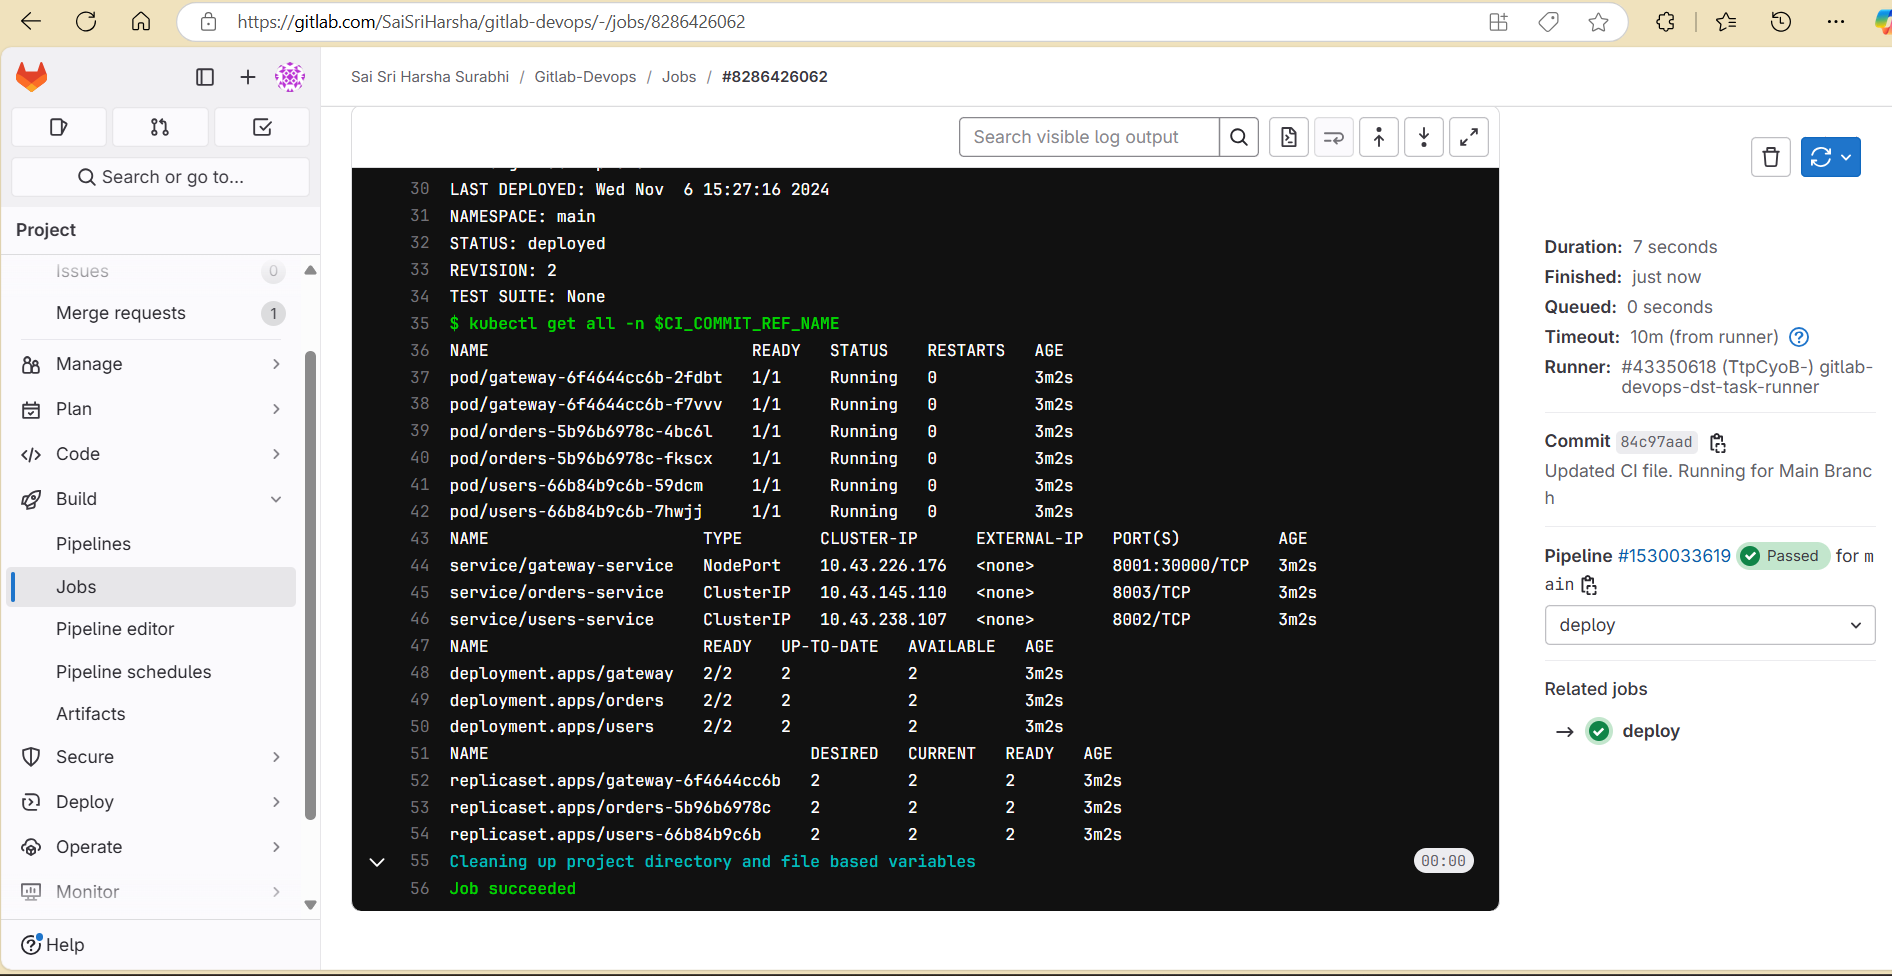 https://gitlab.com/SaiSriHarsha/gitlab-devops/-/jobs/8286426062
Sai Sri Harsha Surabhi / Gitlab-Devops / Jobs / #8286426062
Search or go to...
Project
Issues 0
Merge requests 1
Manage
Plan
Code
Build
Pipelines
Jobs
Pipeline editor
Pipeline schedules
Artifacts
Secure
Deploy
Operate
Monitor
Help
Search visible log output
30 LAST DEPLOYED: Wed Nov  6 15:27:16 2024
31 NAMESPACE: main
32 STATUS: deployed
33 REVISION: 2
34 TEST SUITE: None
35 $ kubectl get all -n $CI_COMMIT_REF_NAME
36 NAME READY STATUS RESTARTS AGE
37 pod/gateway-6f4644cc6b-2fdbt 1/1 Running 0 3m2s
38 pod/gateway-6f4644cc6b-f7vvv 1/1 Running 0 3m2s
39 pod/orders-5b96b6978c-4bc6l 1/1 Running 0 3m2s
40 pod/orders-5b96b6978c-fkscx 1/1 Running 0 3m2s
41 pod/users-66b84b9c6b-59dcm 1/1 Running 0 3m2s
42 pod/users-66b84b9c6b-7hwjj 1/1 Running 0 3m2s
43 NAME TYPE CLUSTER-IP EXTERNAL-IP PORT(S) AGE
44 service/gateway-service NodePort 10.43.226.176 <none> 8001:30000/TCP 3m2s
45 service/orders-service ClusterIP 10.43.145.110 <none> 8003/TCP 3m2s
46 service/users-service ClusterIP 10.43.238.107 <none> 8002/TCP 3m2s
47 NAME READY UP-TO-DATE AVAILABLE AGE
48 deployment.apps/gateway 2/2 2 2 3m2s
49 deployment.apps/orders 2/2 2 2 3m2s
50 deployment.apps/users 2/2 2 2 3m2s
51 NAME DESIRED CURRENT READY AGE
52 replicaset.apps/gateway-6f4644cc6b 2 2 2 3m2s
53 replicaset.apps/orders-5b96b6978c 2 2 2 3m2s
54 replicaset.apps/users-66b84b9c6b 2 2 2 3m2s
55 Cleaning up project directory and file based variables 00:00
56 Job succeeded
Duration: 7 seconds
Finished: just now
Queued: 0 seconds
Timeout: 10m (from runner)
Runner: #43350618 (TtpCyoB-) gitlab-
devops-dst-task-runner
Commit 84c97aad
Updated CI file. Running for Main Branc
h
Pipeline #1530033619 Passed for m
ain
deploy
Related jobs
deploy